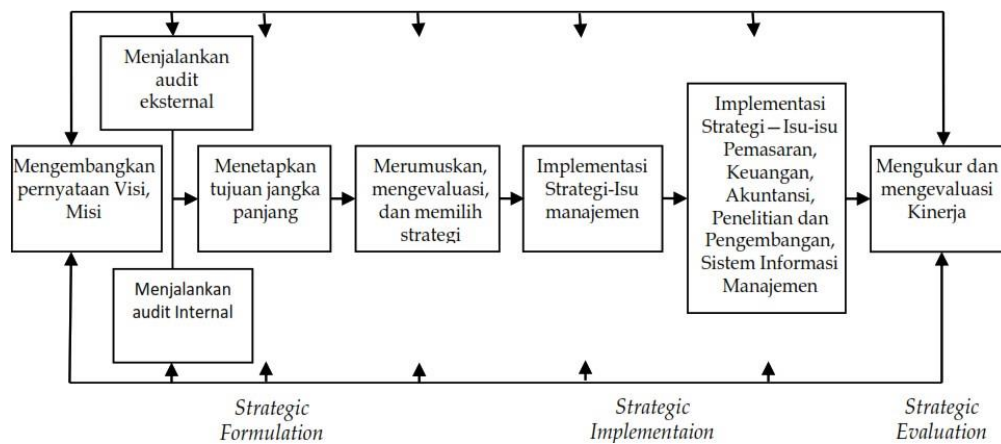 Menjalankan
audit
eksternal
Mengembangkan
pernyataan Visi,
Misi
Menjalankan
audit Internal
Menetapkan
tujuan jangka
panjang
Merumuskan,
mengevaluasi,
dan memilih
strategi
Implementasi
Strategi-Isu
manajemen
Implementasi
Strategi—Isu-isu
Pemasaran,
Keuangan,
Akuntansi,
Penelitian dan
Pengembangan,
Sistem Informasi
Manajemen
Mengukur dan
mengevaluasi
Kinerja
Strategic
Formulation
Strategic
Implementaion
Strategic
Evaluation